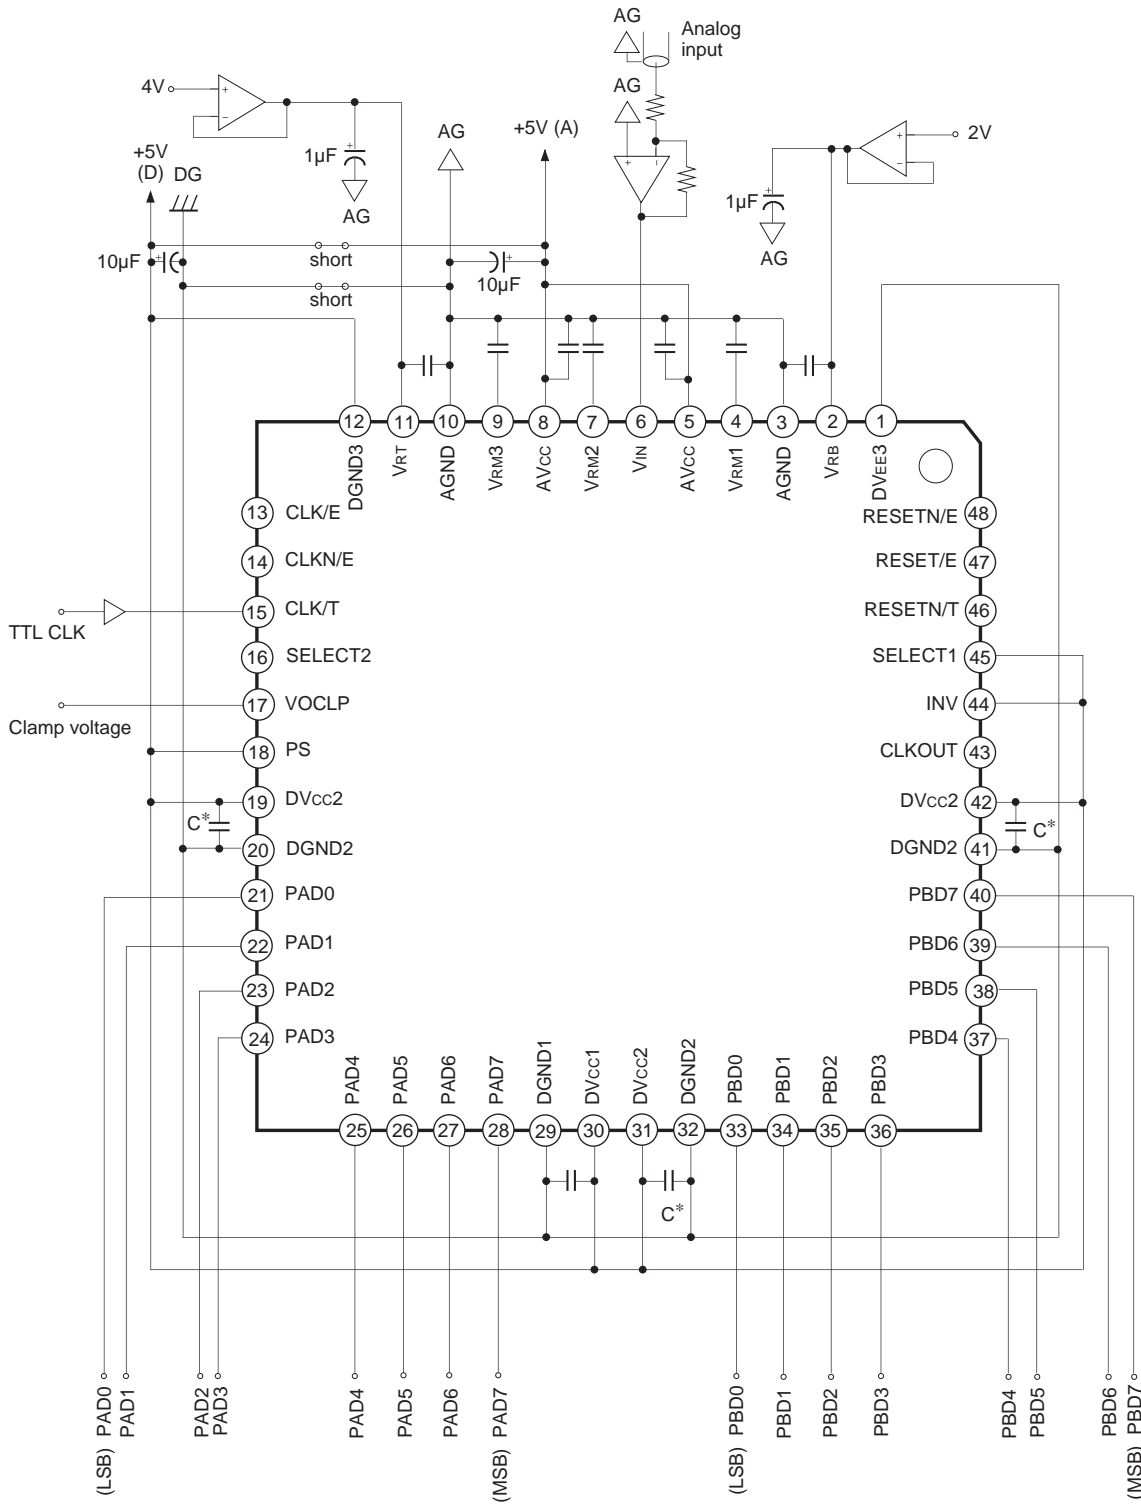 AG
Analog
input
4V
AG
AG
+5V (A)
2V
+5V
(D)
DG
1µF
+
AG
1µF
+
AG
10µF
+
short
10µF
+
short
12
11
10
9
8
7
6
5
4
3
2
1
DGND3
VRT
AGND
VRM3
AVCC
VRM2
VIN
AVCC
VRM1
AGND
VRB
DVEE3
13 CLK/E
14 CLKN/E
15 CLK/T
TTL CLK
16 SELECT2
17 VOCLP
Clamp voltage
18 PS
19 DVCC2
C*
20 DGND2
21 PAD0
22 PAD1
23 PAD2
24 PAD3
RESETN/E 48
RESET/E 47
RESETN/T 46
SELECT1 45
INV 44
CLKOUT 43
DVCC2 42
C*
DGND2 41
PBD7 40
PBD6 39
PBD5 38
PBD4 37
PAD4
PAD5
PAD6
PAD7
DGND1
DVCC1
DVCC2
DGND2
PBD0
PBD1
PBD2
PBD3
25
26
27
28
29
30
31
32
33
34
35
36
C*
(LSB) PAD0
PAD1
PAD2
PAD3
PAD4
PAD5
PAD6
(MSB) PAD7
(LSB) PBD0
PBD1
PBD2
PBD3
PBD4
PBD5
PBD6
(MSB) PBD7